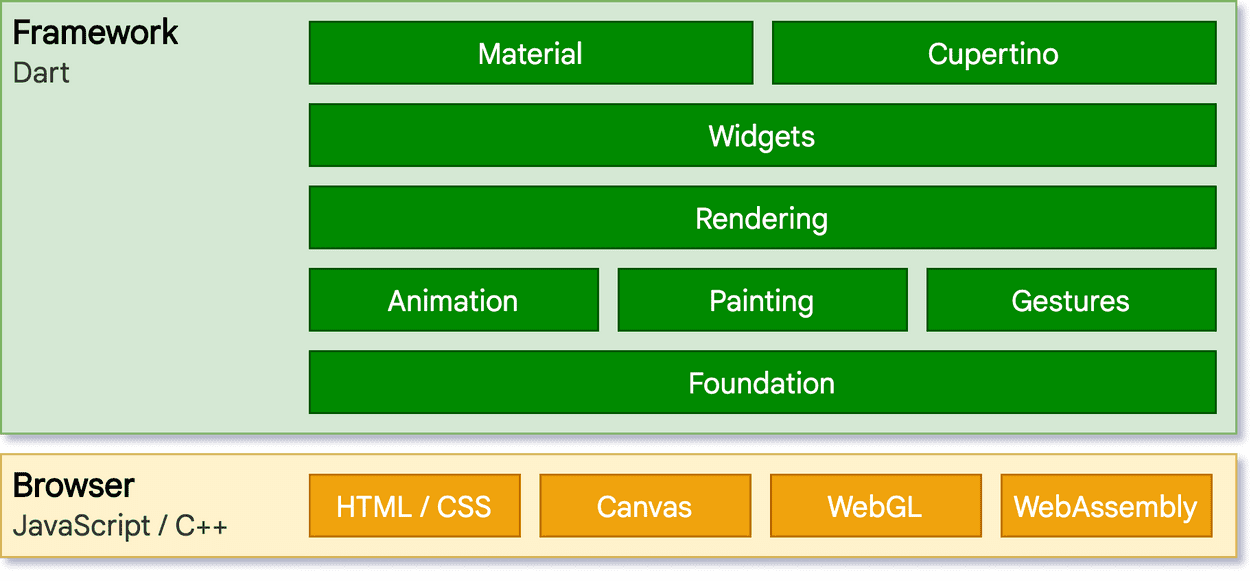 Framework
Dart
Material
Cupertino
Widgets
Rendering
Animation
Painting
Gestures
Foundation
Browser
JavaScript / C++
HTML / CSS
Canvas
WebGL
WebAssembly